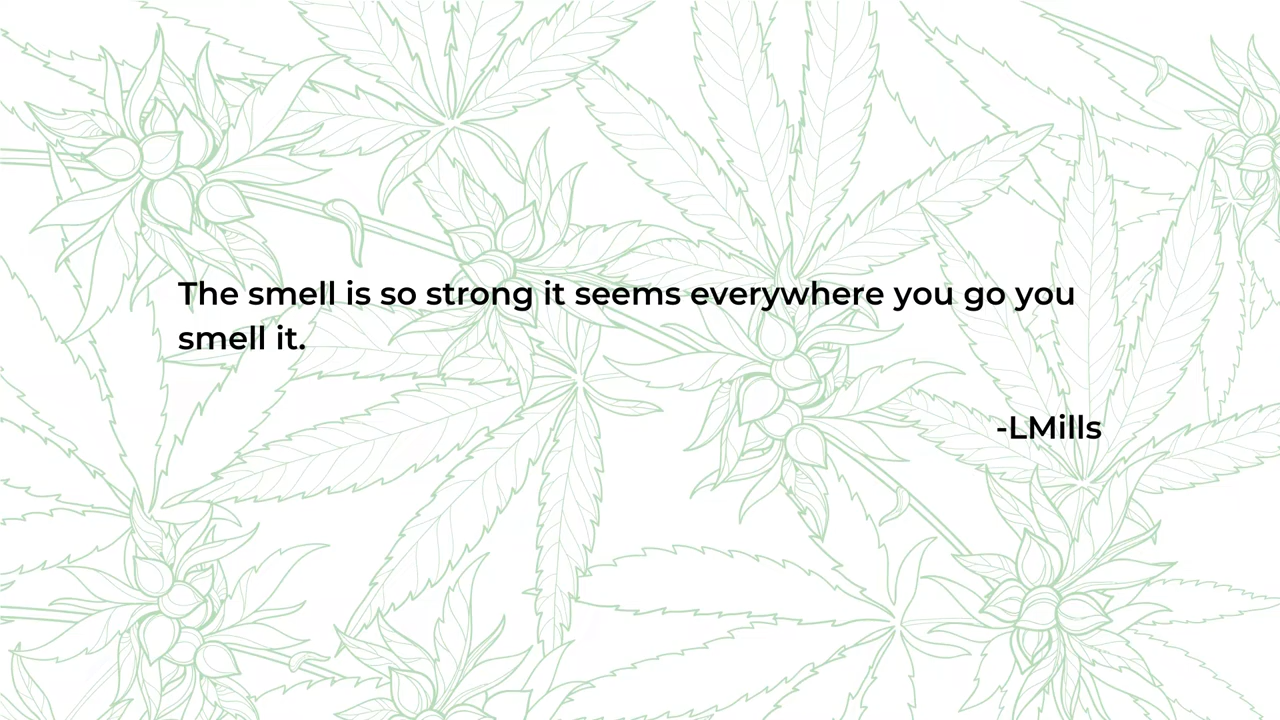 The smell is so strong it seems everywhere you go you
smell it.
-LMills